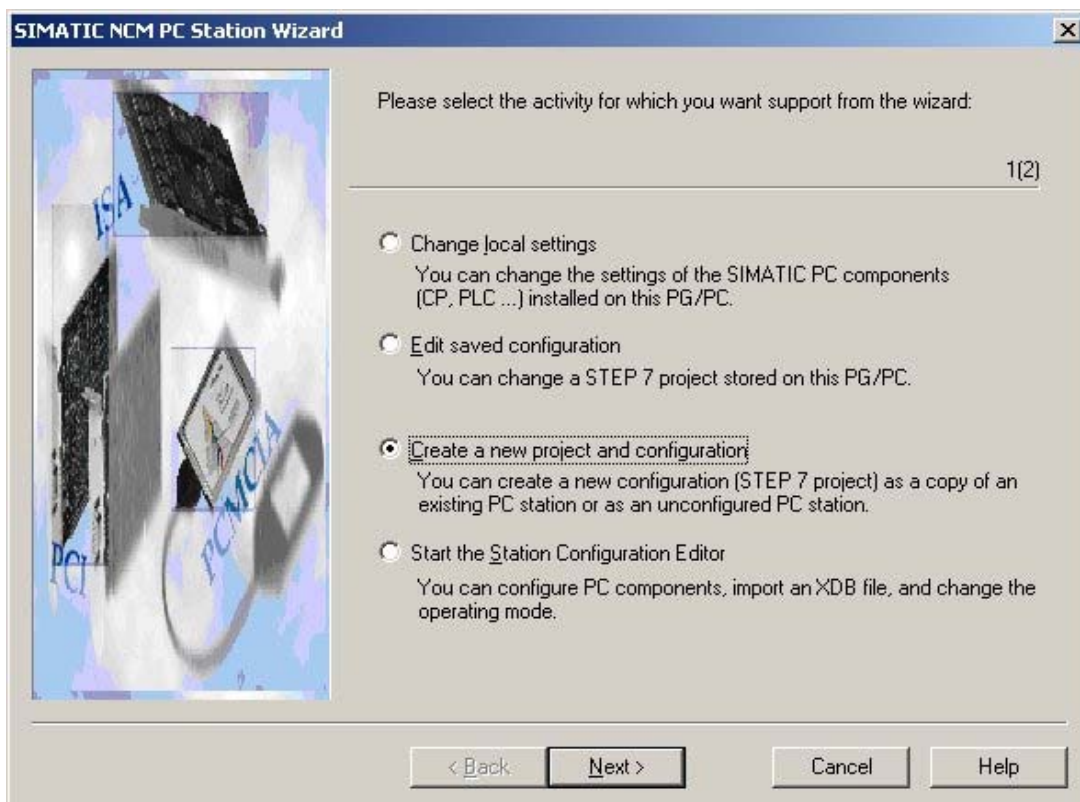 SIMATIC NCM PC Station Wizard
Please select the activity for which you want support from the wizard:
1(2)
Change local settings
You can change the settings of the SIMATIC PC components
(CP, PLC ...) installed on this PG/PC.
Edit saved configuration
You can change a STEP 7 project stored on this PG/PC.
Create a new project and configuration
You can create a new configuration (STEP 7 project) as a copy of an
existing PC station or as an unconfigured PC station.
Start the Station Configuration Editor
You can configure PC components, import an XDB file, and change the
operating mode.
ISA
PCMCIA
PCI
< Back
Next >
Cancel
Help